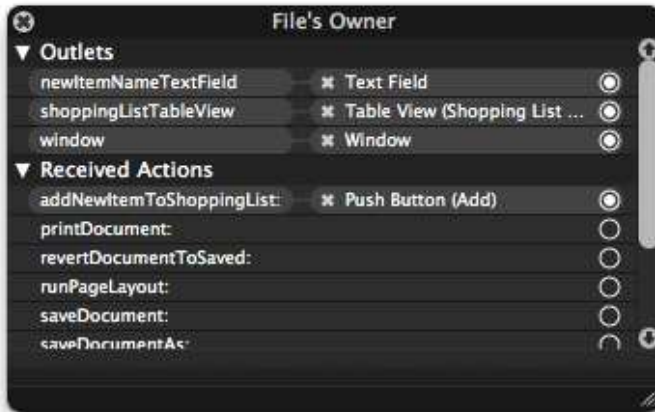 File's Owner
Outlets
newItemNameTextField Text Field
shoppingListTableView Table View (Shopping List ...
window Window
Received Actions
addNewItemToShoppingList: Push Button (Add)
printDocument:
revertDocumentToSaved:
runPageLayout:
saveDocument:
saveDocumentAs: